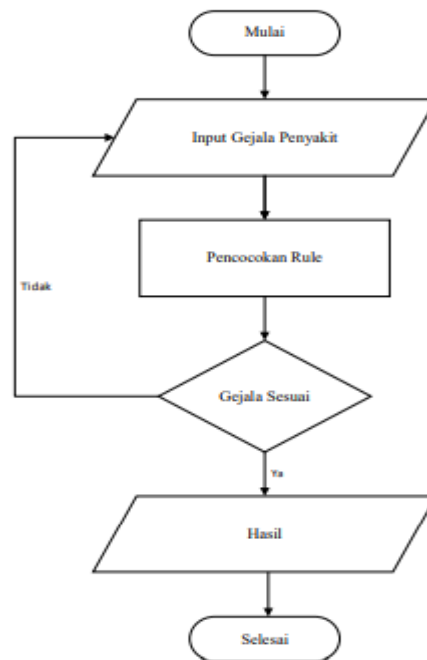 Mulai
Input Gejala Penyakit
Pencocokan Rule
Tidak
Gejala Sesuai
Ya
Hasil
Selesai